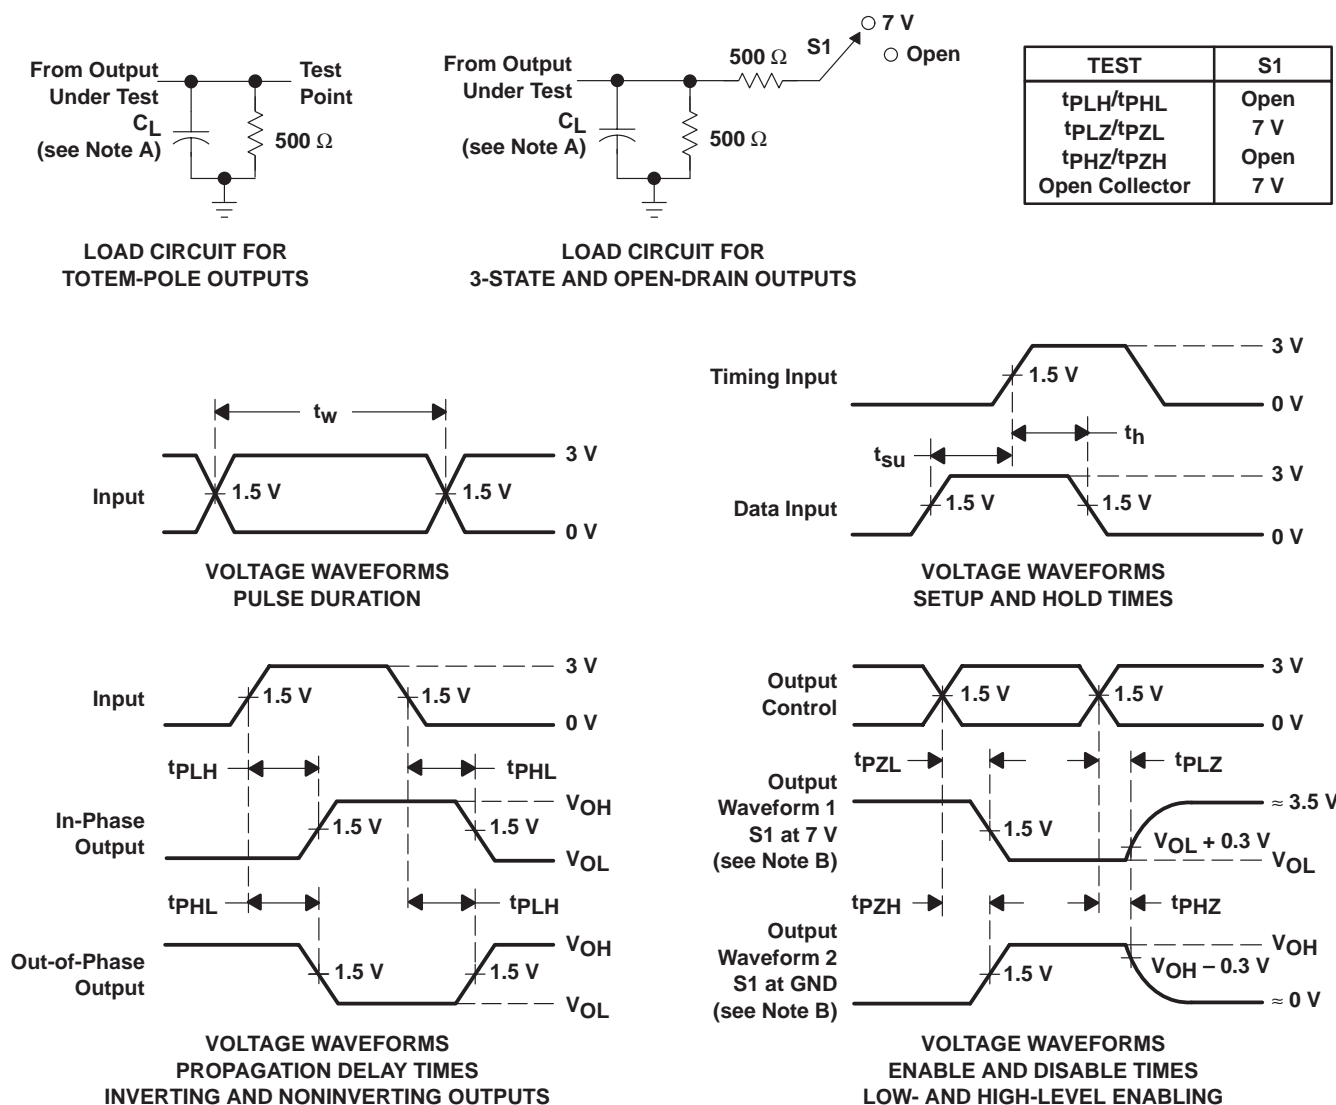 From Output
Under Test
Test
Point
CL
(see Note A)
500 Ω
LOAD CIRCUIT FOR
TOTEM-POLE OUTPUTS
From Output
Under Test
CL
(see Note A)
500 Ω
500 Ω
S1
7 V
Open
LOAD CIRCUIT FOR
3-STATE AND OPEN-DRAIN OUTPUTS
TEST S1
tPLH/tPHL Open
tPLZ/tPZL 7 V
tPHZ/tPZH Open
Open Collector 7 V
tw
Input
1.5 V
1.5 V
3 V
0 V
VOLTAGE WAVEFORMS
PULSE DURATION
Timing Input
1.5 V
3 V
0 V
th
tsu
Data Input
1.5 V
1.5 V
3 V
0 V
VOLTAGE WAVEFORMS
SETUP AND HOLD TIMES
Input
1.5 V
1.5 V
3 V
0 V
tPLH
tPHL
In-Phase
Output
1.5 V
1.5 V
VOH
VOL
tPHL
tPLH
Out-of-Phase
Output
1.5 V
1.5 V
VOH
VOL
VOLTAGE WAVEFORMS
PROPAGATION DELAY TIMES
INVERTING AND NONINVERTING OUTPUTS
Output
Control
1.5 V
1.5 V
3 V
0 V
tPZL
tPLZ
Output
Waveform 1
S1 at 7 V
(see Note B)
1.5 V
VOL + 0.3 V
≈ 3.5 V
VOL
tPZH
tPHZ
Output
Waveform 2
S1 at GND
(see Note B)
1.5 V
VOH – 0.3 V
VOH
≈ 0 V
VOLTAGE WAVEFORMS
ENABLE AND DISABLE TIMES
LOW- AND HIGH-LEVEL ENABLING